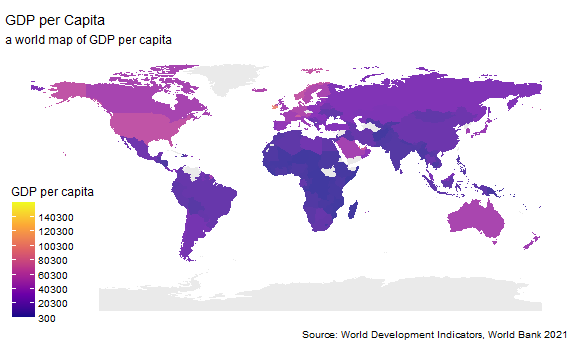 GDP per Capita
a world map of GDP per capita
GDP per capita
140300
120300
100300
80300
60300
40300
20300
300
Source: World Development Indicators, World Bank 2021